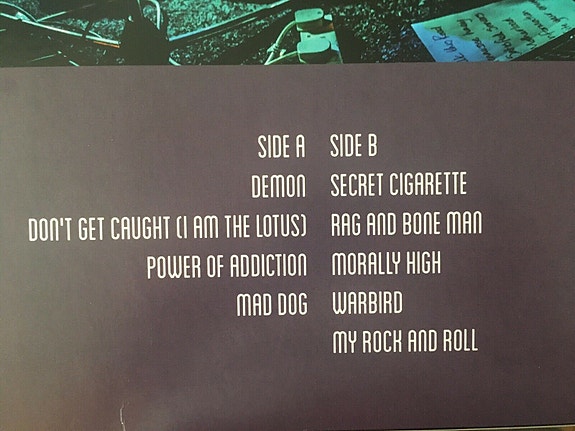 SIDE A
DEMON
DON'T GET CAUGHT (I AM THE LOTUS)
POWER OF ADDICTION
MAD DOG
SIDE B
SECRET CIGARETTE
RAG AND BONE MAN
MORALLY HIGH
WARBIRD
MY ROCK AND ROLL